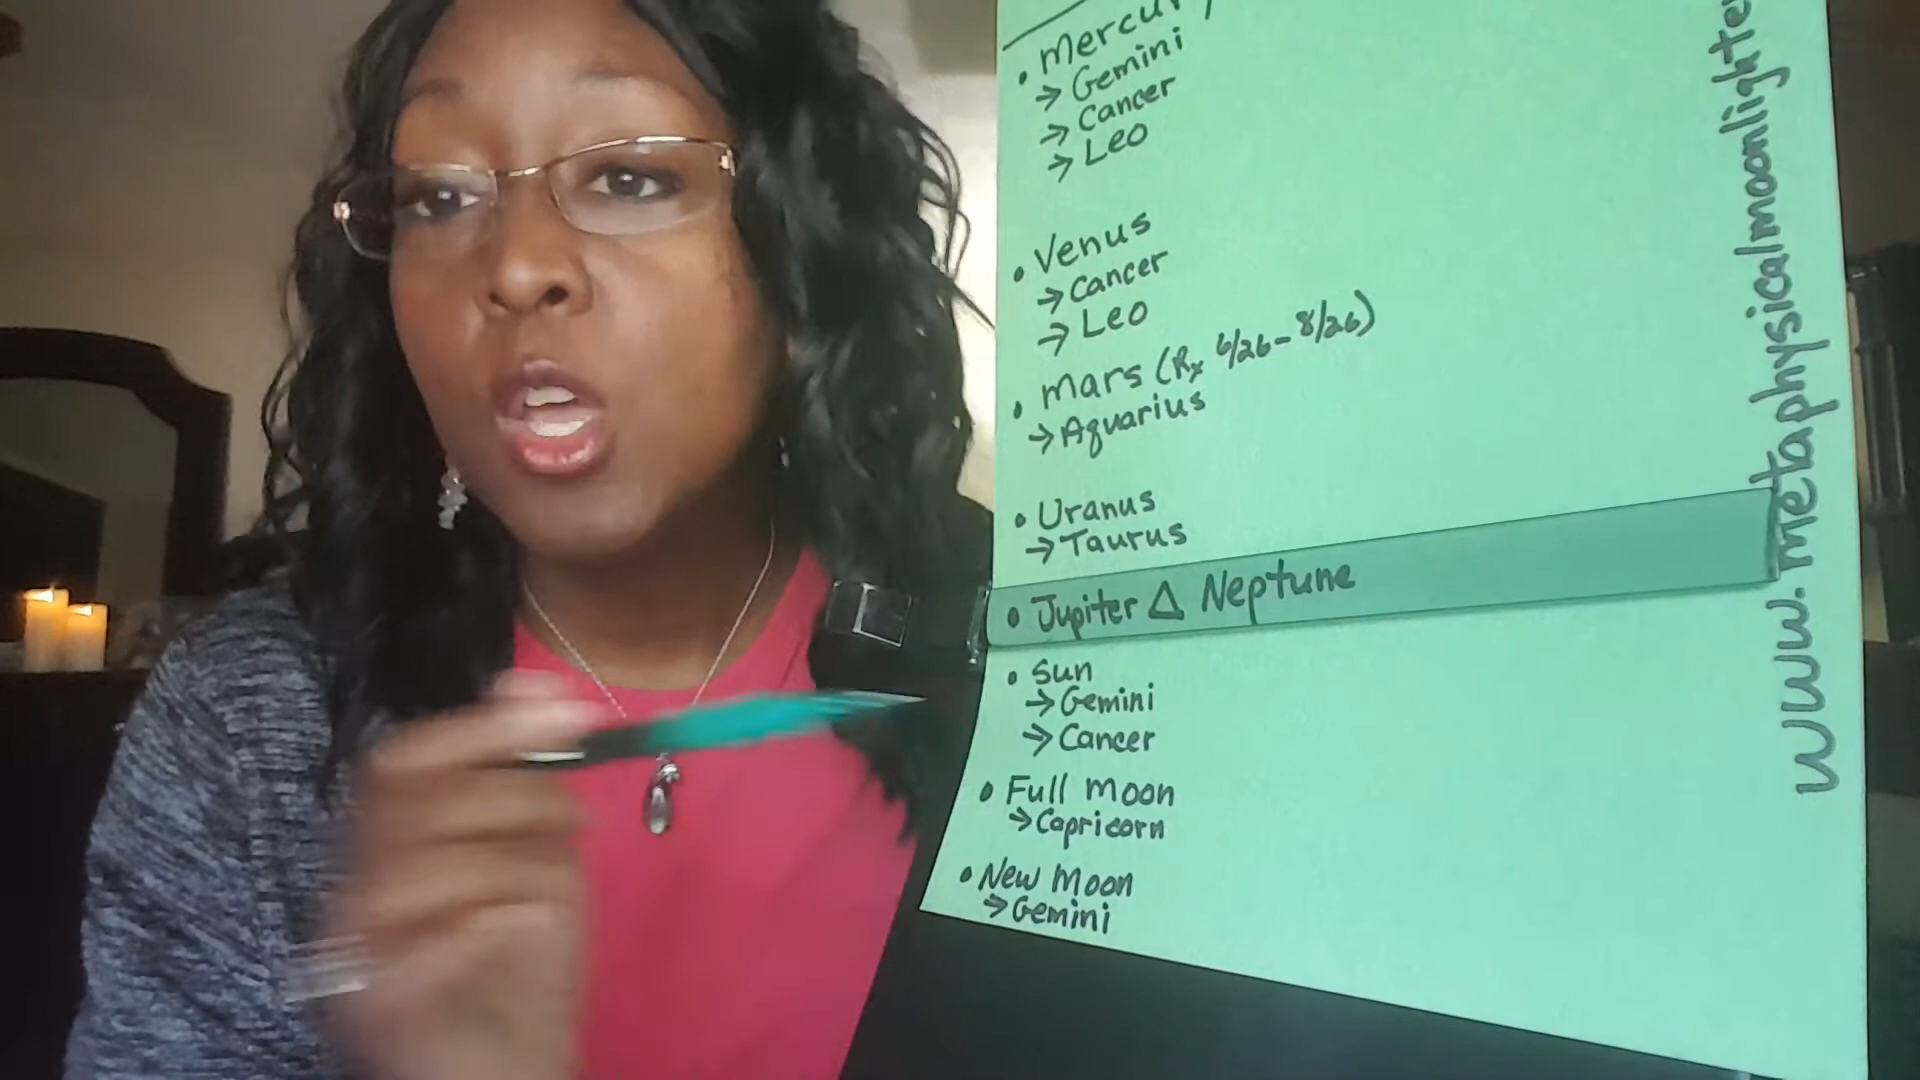 • Mercury
→ Gemini
→ Cancer
→ Leo
• Venus
→ Cancer
→ Leo
• Mars (Rx 6/26-8/26)
→ Aquarius
• Uranus
→ Taurus
• Jupiter △ Neptune
• Sun
→ Gemini
→ Cancer
• Full Moon
→ Capricorn
• New Moon
→ Gemini
www.metaphysicalmoonlighte